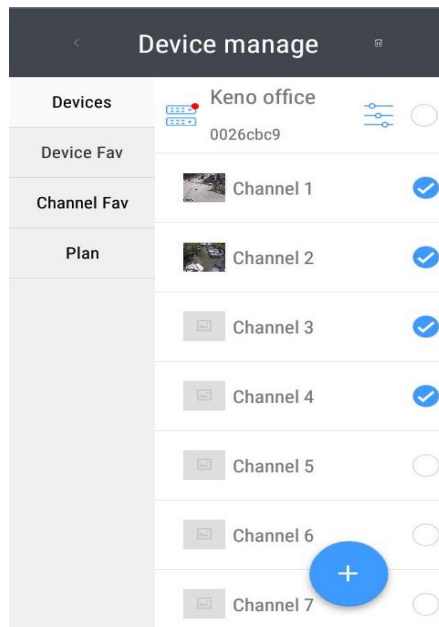 Device manage
Devices
Device Fav
Channel Fav
Plan
Keno office
0026cbc9
Channel 1
Channel 2
Channel 3
Channel 4
Channel 5
Channel 6
Channel 7